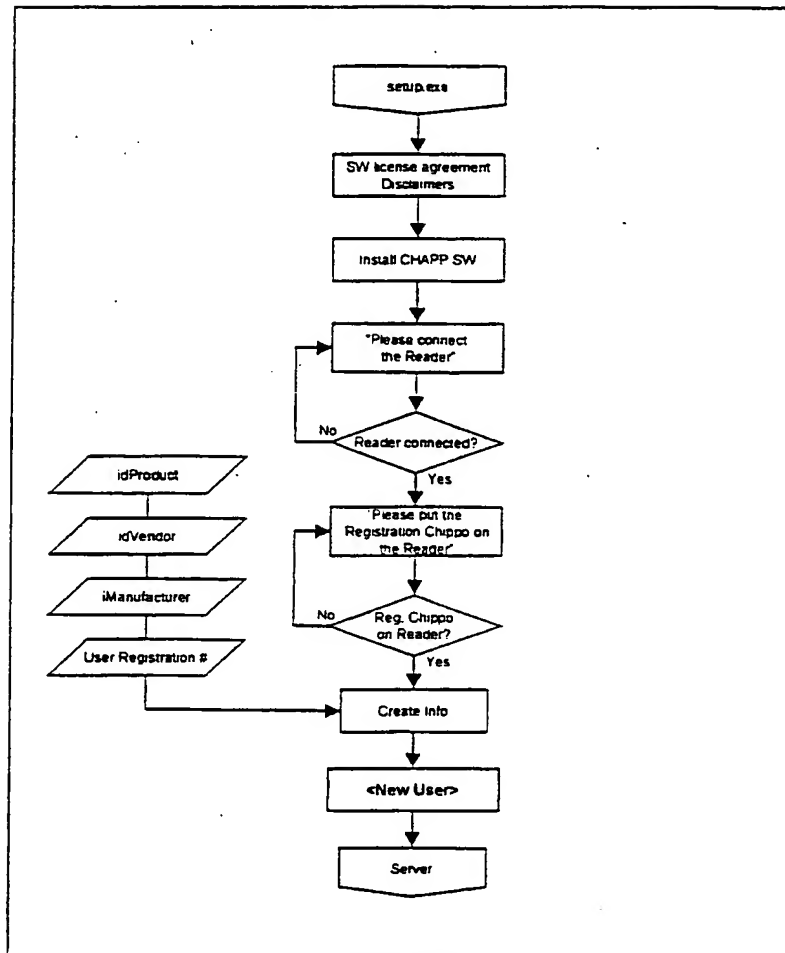 setup.exe
SW license agreement
Disclaimers
Install CHAPP SW
"Please connect
the Reader"
No
Reader connected?
Yes
idProduct
"Please put the
Registration Chippo on
the Reader"
idVendor
iManufacturer
No
Reg. Chippo
on Reader?
User Registration #
Yes
Create Info
<New User>
Server